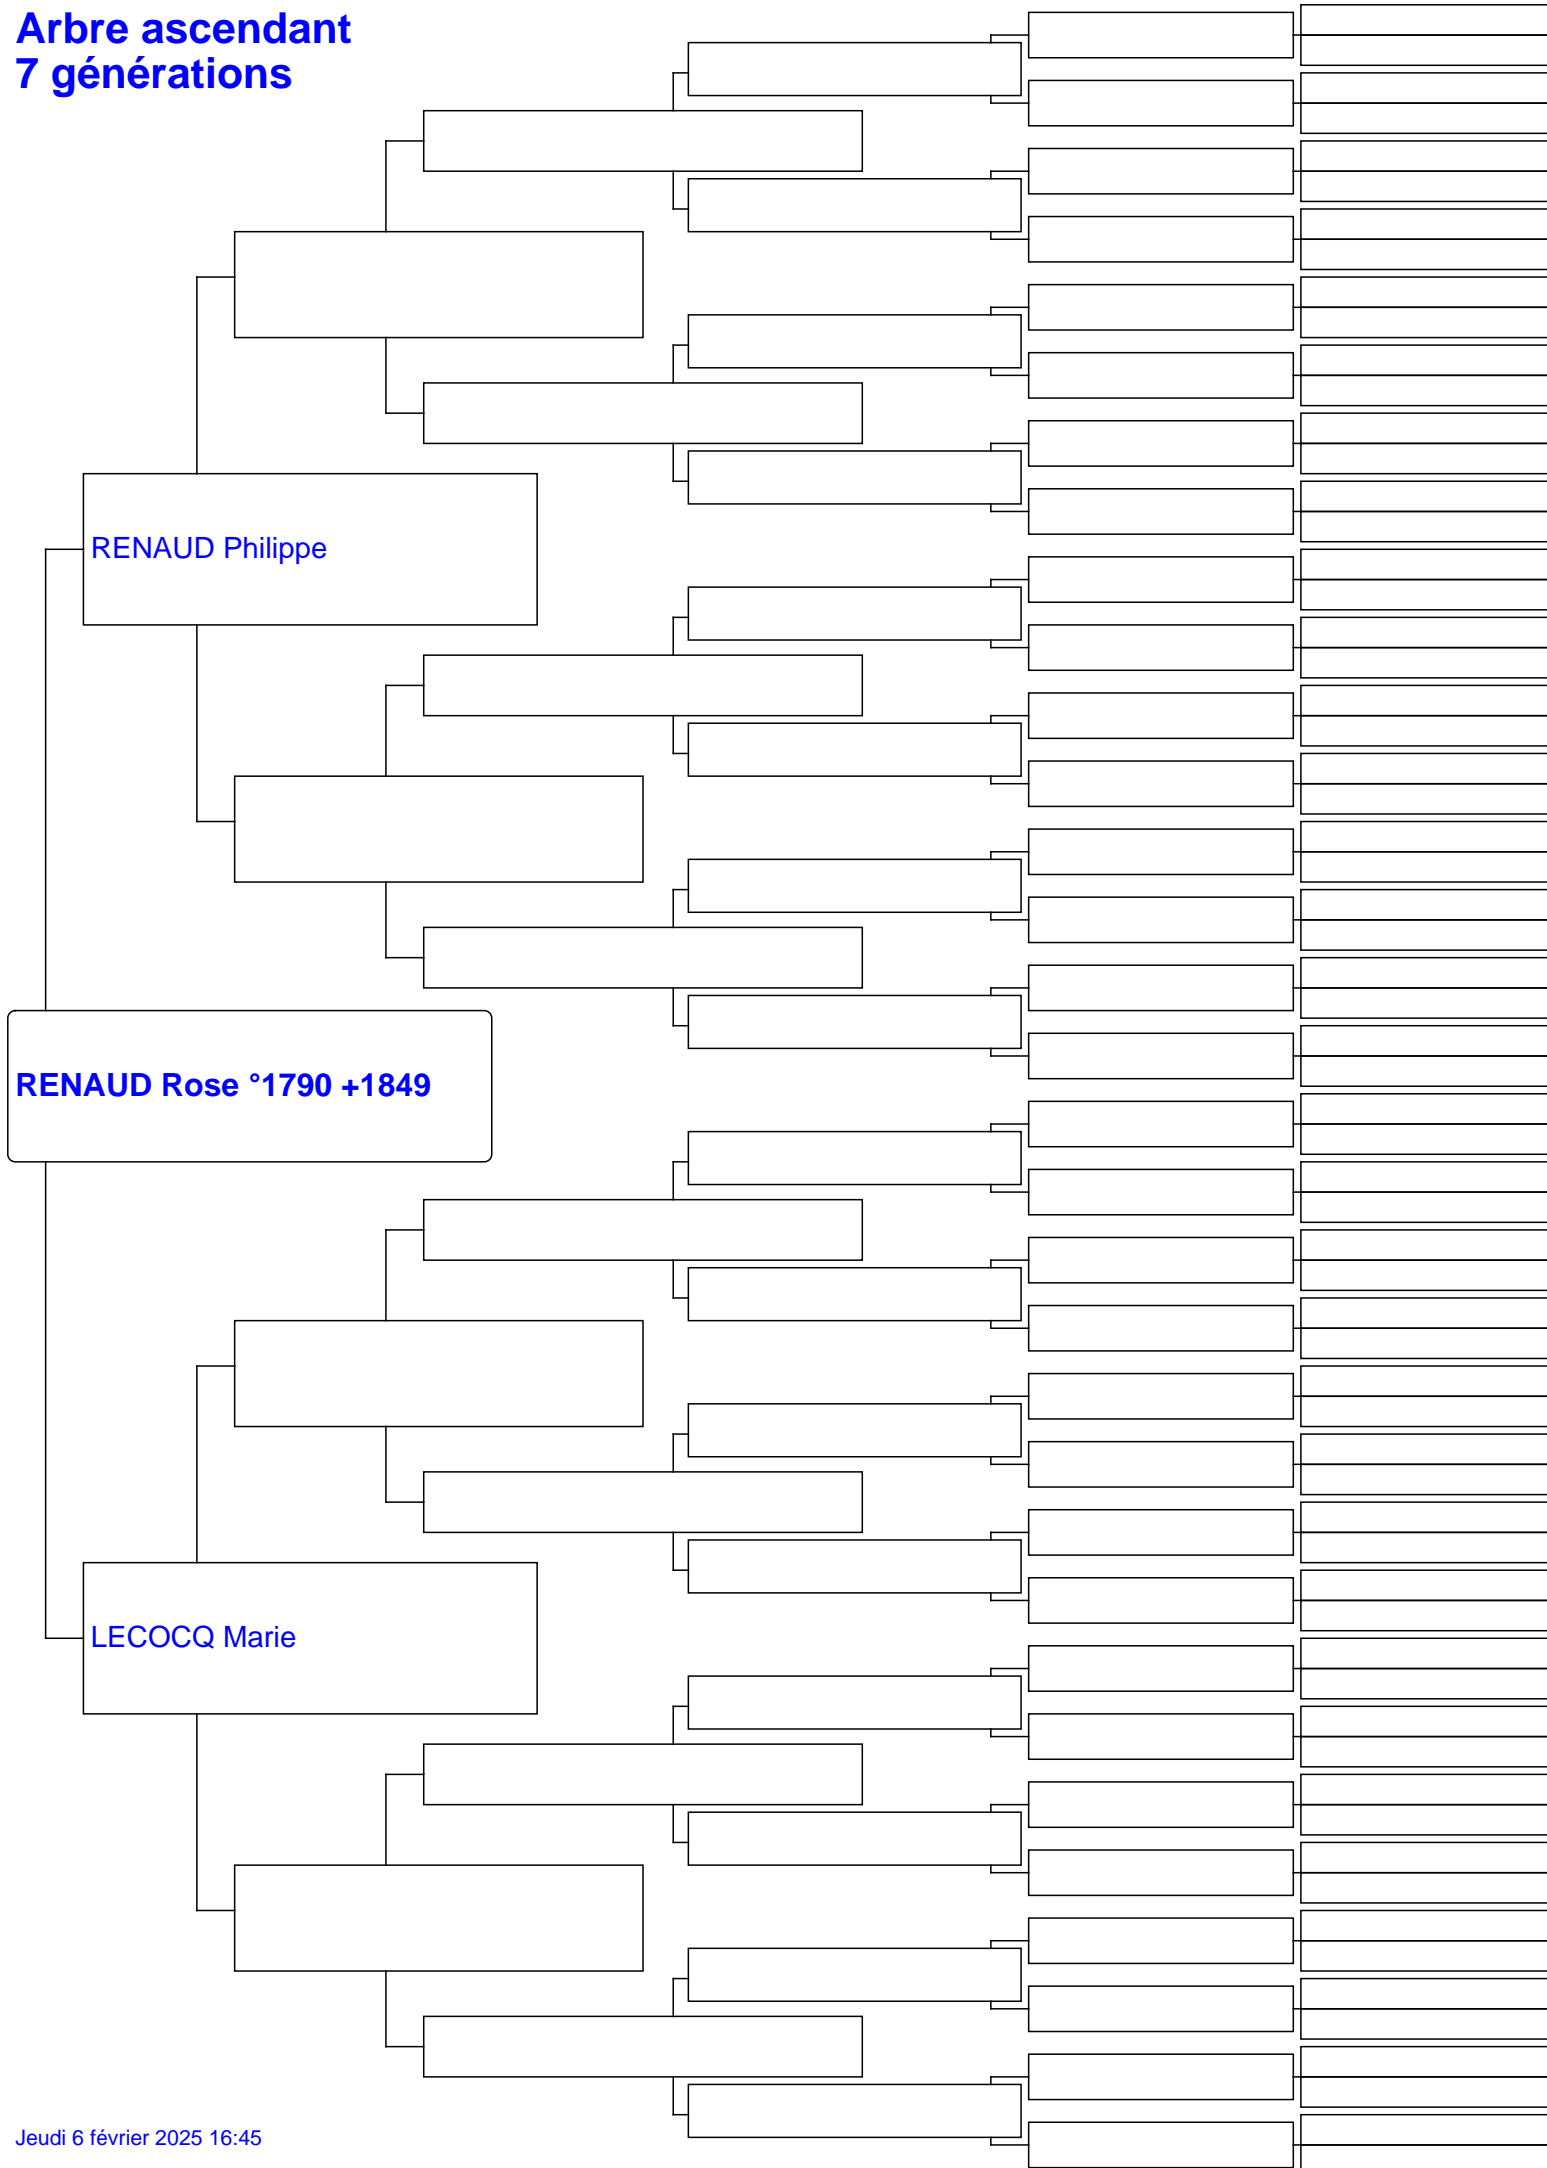 Arbre ascendant
7 générations
RENAUD Philippe
RENAUD Rose °1790 +1849
LECOCQ Marie
Jeudi 6 février 2025 16:45